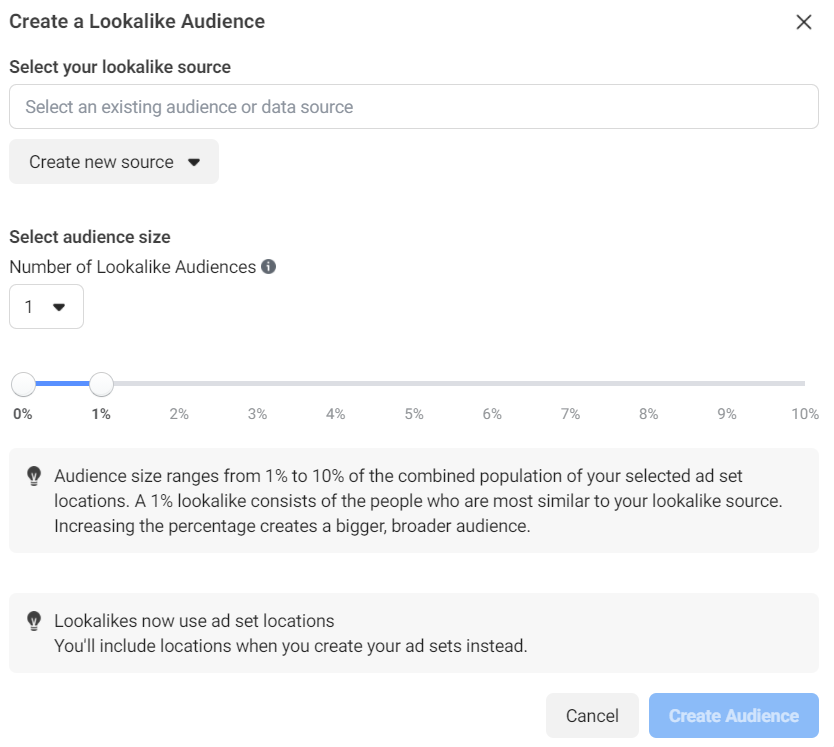 Create a Lookalike Audience
Select your lookalike source
Select an existing audience or data source
Create new source
Select audience size
Number of Lookalike Audiences
1
0% 1% 2% 3% 4% 5% 6% 7% 8% 9% 10%
Audience size ranges from 1% to 10% of the combined population of your selected ad set
locations. A 1% lookalike consists of the people who are most similar to your lookalike source.
Increasing the percentage creates a bigger, broader audience.
Lookalikes now use ad set locations
You'll include locations when you create your ad sets instead.
Cancel Create Audience